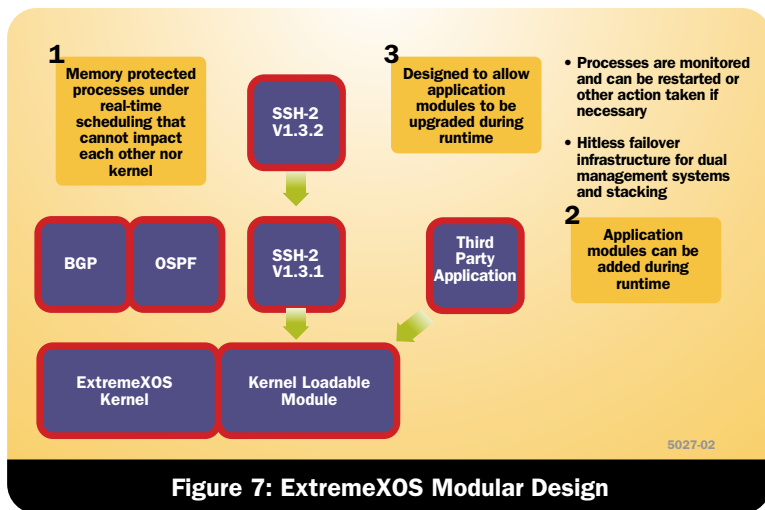 1
Memory protected
processes under
real-time
scheduling that
cannot impact
each other nor
kernel
SSH-2
V1.3.2
3
Designed to allow
application
modules to be
upgraded during
runtime
• Processes are monitored
and can be restarted or
other action taken if
necessary
• Hitless failover
infrastructure for dual
management systems
and stacking
2
Application
modules can be
added during
runtime
BGP
OSPF
SSH-2
V1.3.1
Third
Party
Application
ExtremeXOS
Kernel
Kernel Loadable
Module
5027-02
Figure 7: ExtremeXOS Modular Design